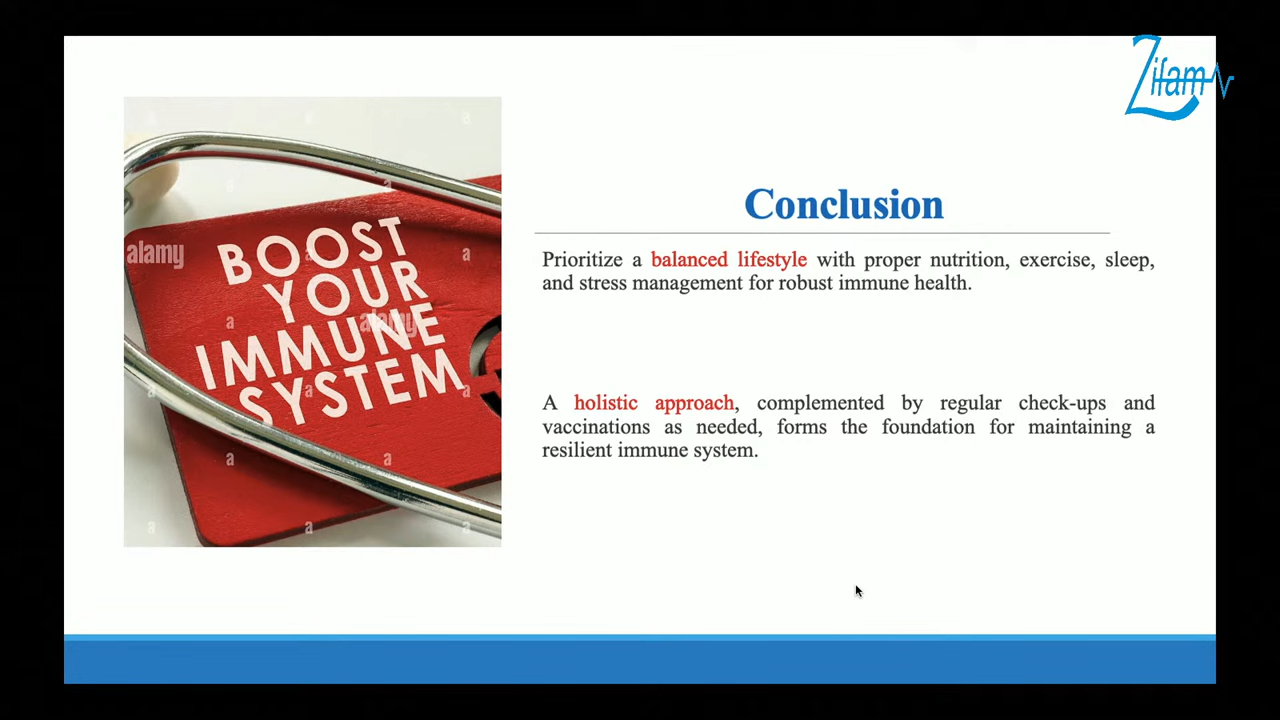 Zifam
BOOST
YOUR
IMMUNE
SYSTEM
alamy
alamy
Conclusion
Prioritize a balanced lifestyle with proper nutrition, exercise, sleep,
and stress management for robust immune health.
A holistic approach, complemented by regular check-ups and
vaccinations as needed, forms the foundation for maintaining a
resilient immune system.